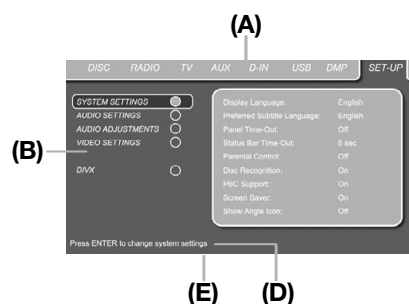 (A)
DISC RADIO TV AUX D-IN USB DMP SET-UP
SYSTEM SETTINGS
AUDIO SETTINGS
AUDIO ADJUSTMENTS
VIDEO SETTINGS
DIVX
(B)
Display Language: English
Preferred Subtitle Language: English
Panel Time-Out: Off
Status Bar Time-Out: 5 sec
Parental Control: Off
Disc Recognition: On
PBC Support: On
Screen Saver: On
Show Angle Icon: Off
Press ENTER to change system settings
(E) (D)